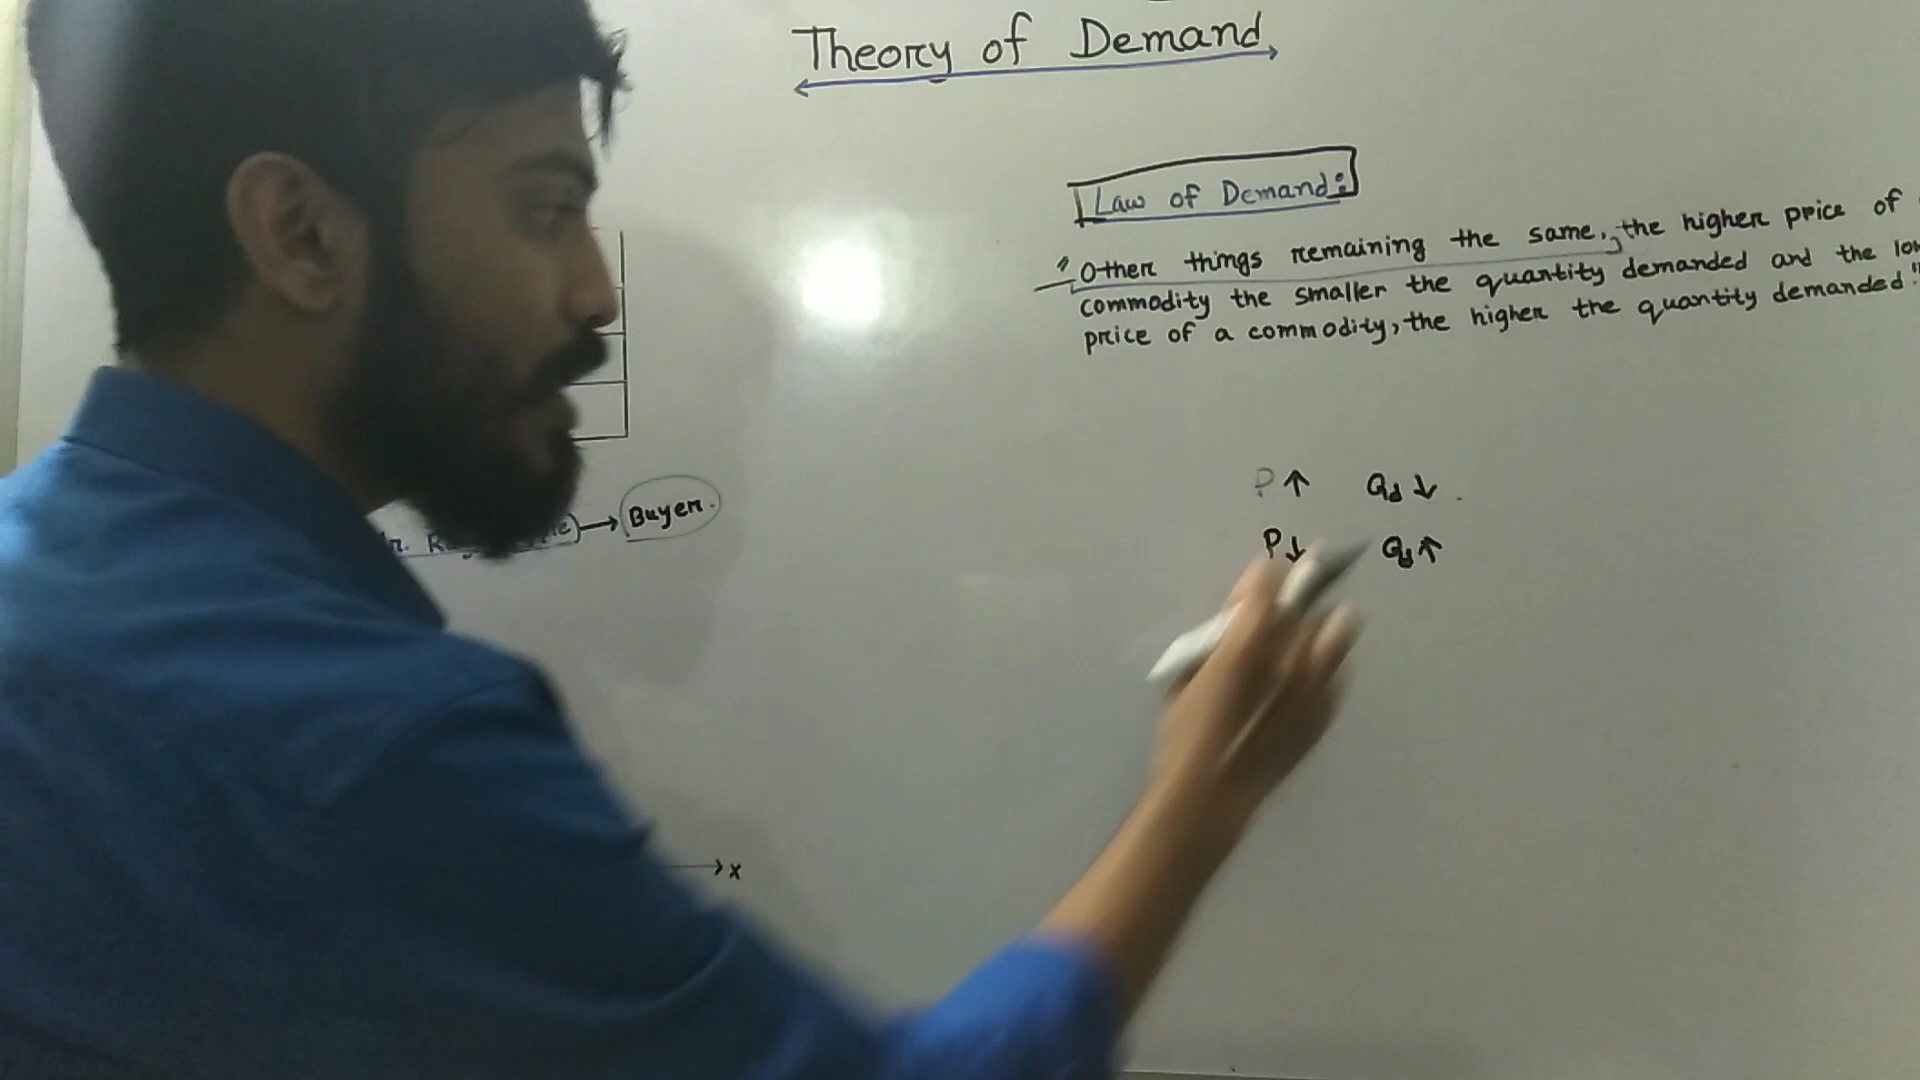 Theory of Demand
Law of Demand:
"Other things remaining the same, the higher price of
commodity the smaller the quantity demanded and the
price of a commodity, the higher the quantity demanded."
P↑ Qd↓
P↓ Qd↑
→ Buyer.
x